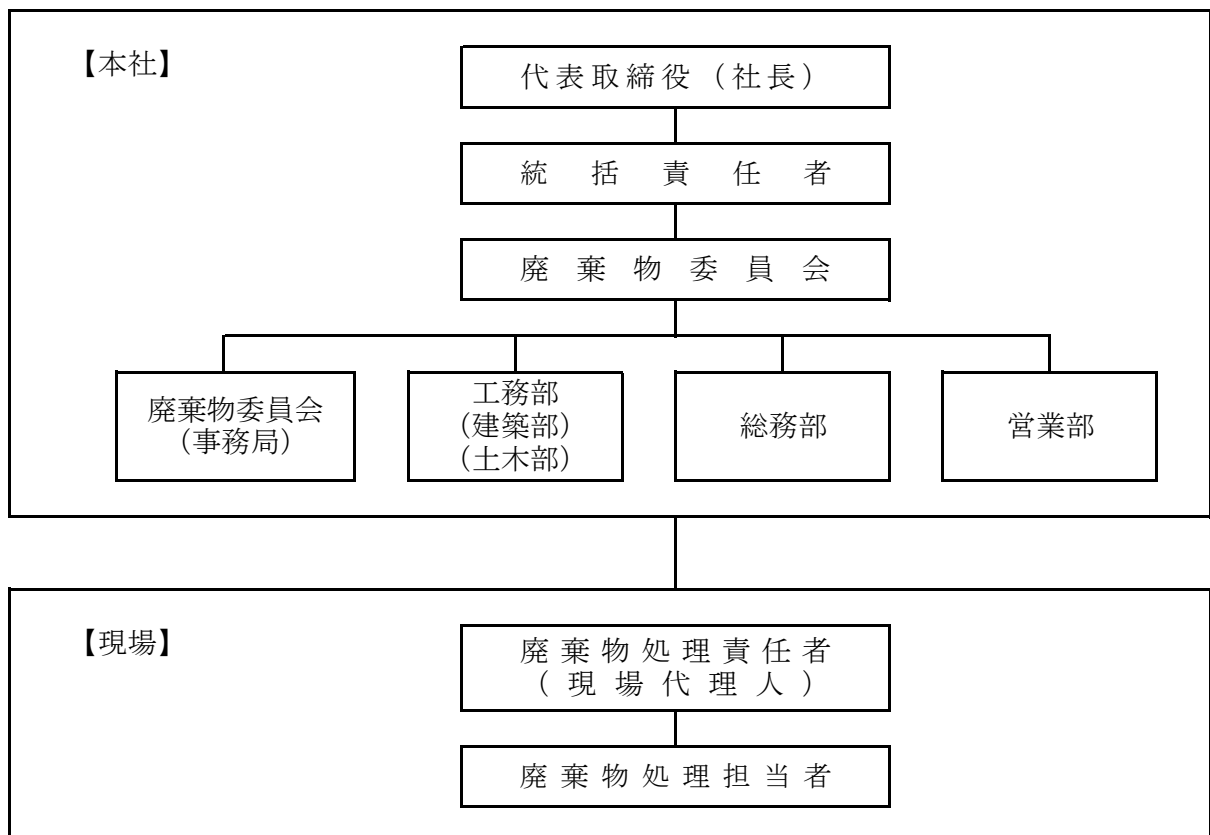 【本社】
代表取締役（社長）
統括責任者
廃棄物委員会
廃棄物委員会
（事務局）
工務部
（建築部）
（土木部）
総務部
営業部
【現場】
廃棄物処理責任者
（現場代理人）
廃棄物処理担当者